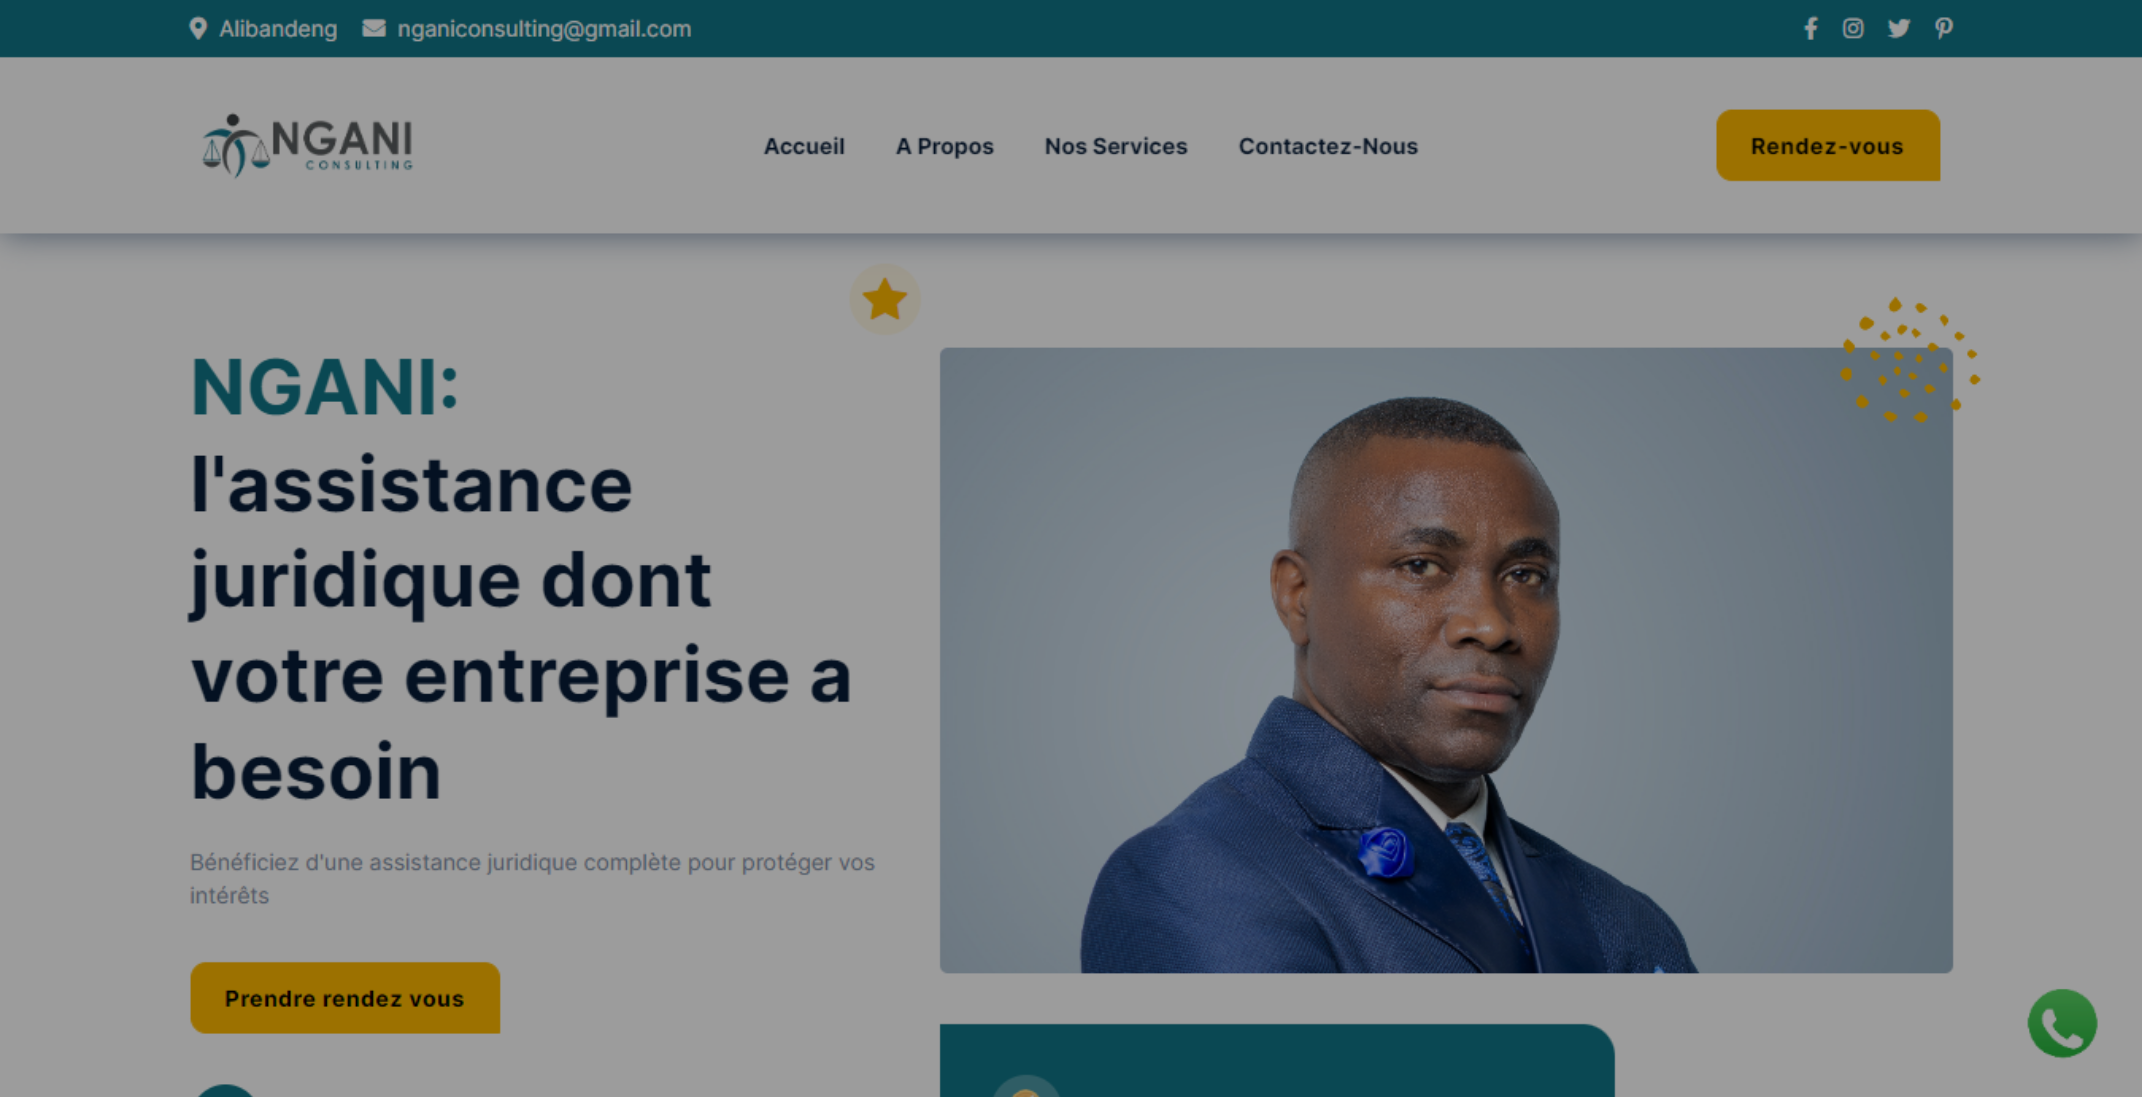 Alibandeng
nganiconsulting@gmail.com
NGANI
CONSULTING
Accueil
A Propos
Nos Services
Contactez-Nous
Rendez-vous
NGANI:
l'assistance
juridique dont
votre entreprise a
besoin
Bénéficiez d'une assistance juridique complète pour protéger vos
intérêts
Prendre rendez vous